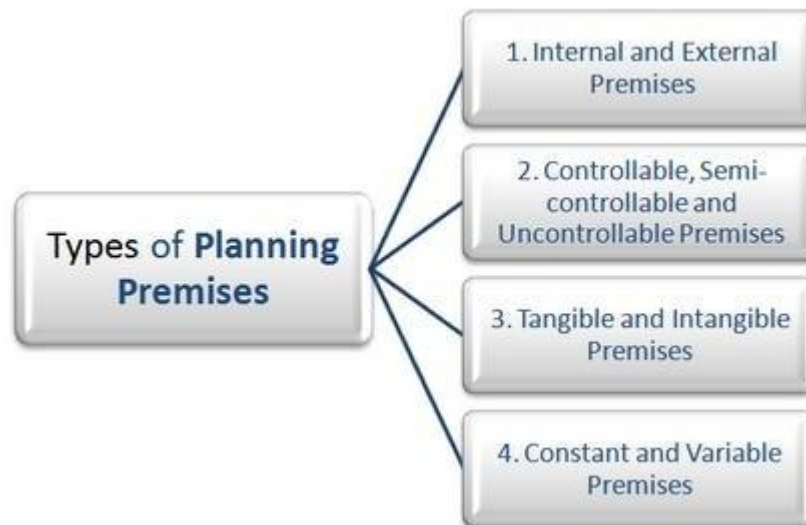 Types of Planning
Premises
1. Internal and External
Premises
2. Controllable, Semi-
controllable and
Uncontrollable Premises
3. Tangible and Intangible
Premises
4. Constant and Variable
Premises